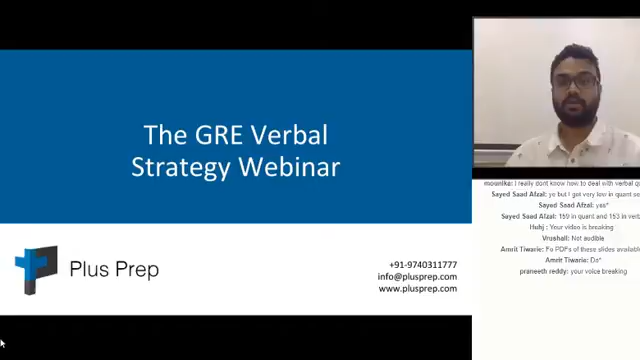 The GRE Verbal
Strategy Webinar
Plus Prep
+91-9740311777
info@plusprep.com
www.plusprep.com
mounika: I really dont know how to deal with verbal q
Sayed Saad Afzal: ye but I got very low in quant se
Sayed Saad Afzal: yes*
Sayed Saad Afzal: 159 in quant and 153 in verb
Huhj : Your video is breaking
Vrushali: Not audible
Amrit Tiwarie: Fo PDFs of these slides available
Amrit Tiwarie: Do*
praneeth reddy: your voice breaking